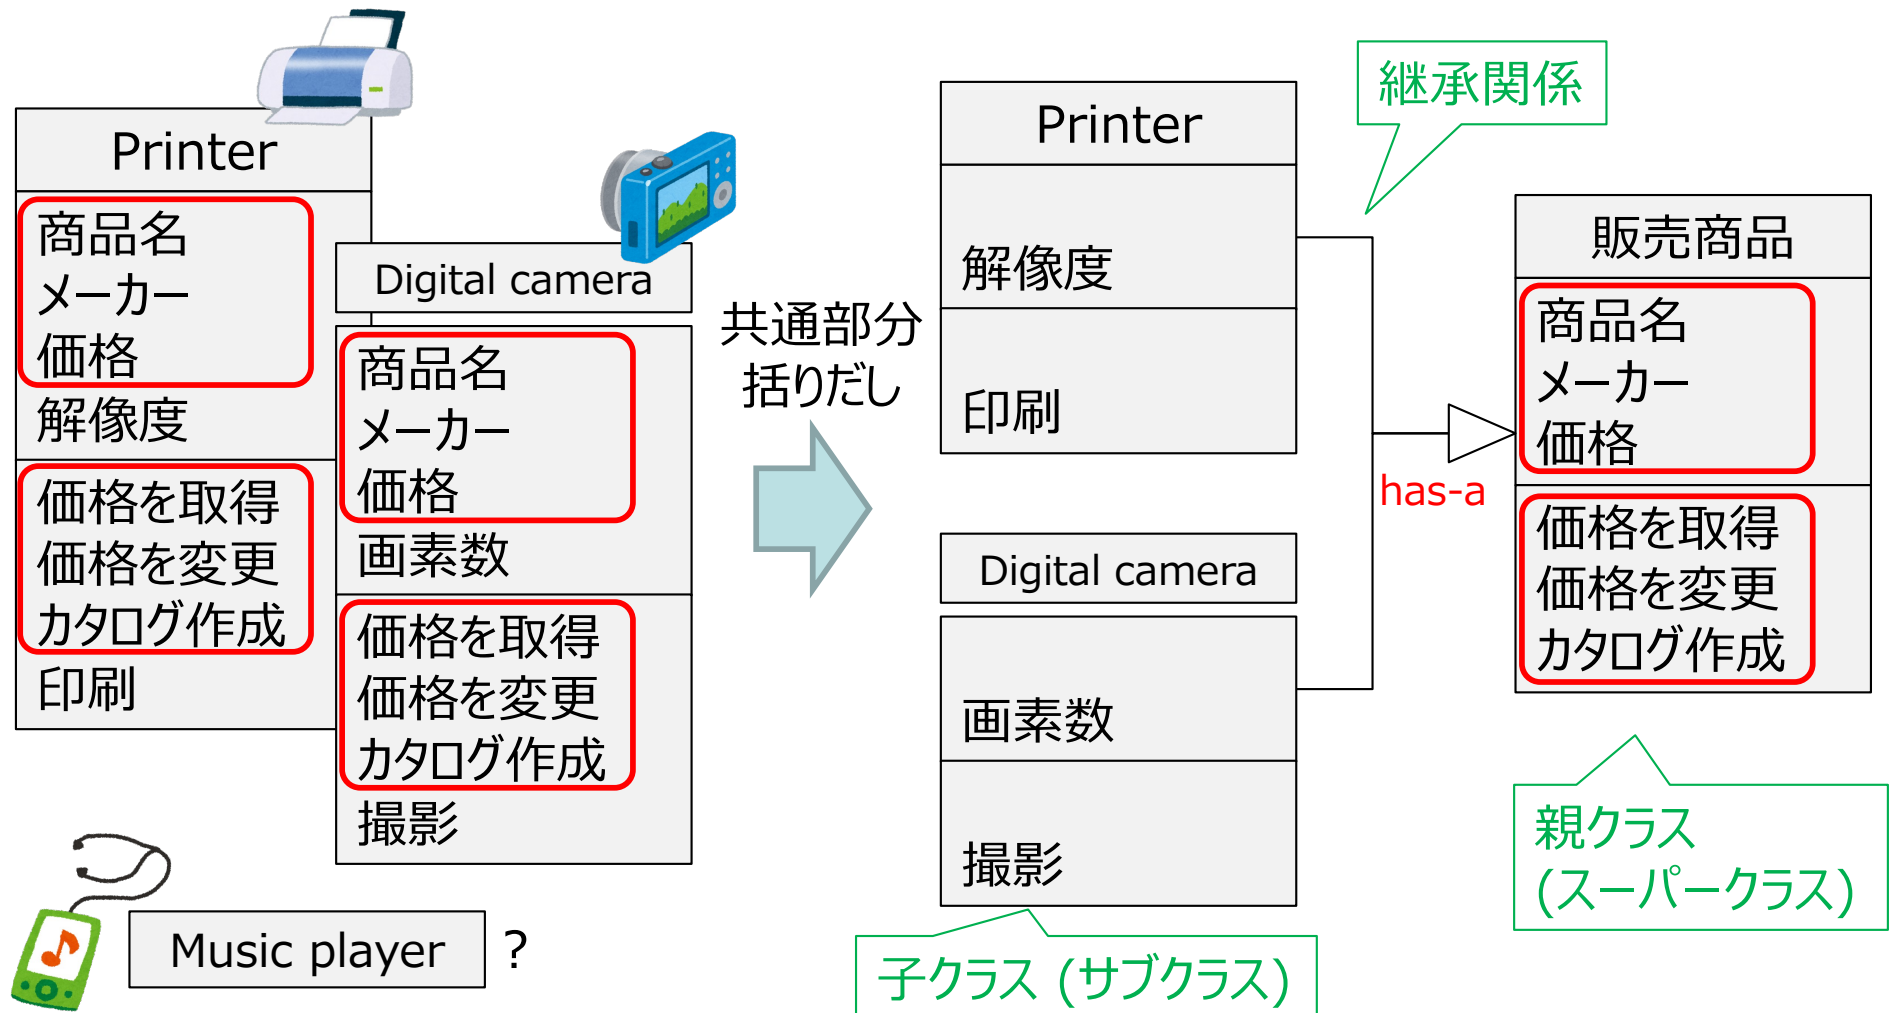 Printer
商品名
メーカー
価格
解像度
価格を取得
価格を変更
カタログ作成
印刷
Digital camera
商品名
メーカー
価格
画素数
価格を取得
価格を変更
カタログ作成
撮影
Music player
?
共通部分
括りだし
Printer
解像度
印刷
Digital camera
画素数
撮影
子クラス (サブクラス)
継承関係
has-a
販売商品
商品名
メーカー
価格
価格を取得
価格を変更
カタログ作成
親クラス
(スーパークラス)